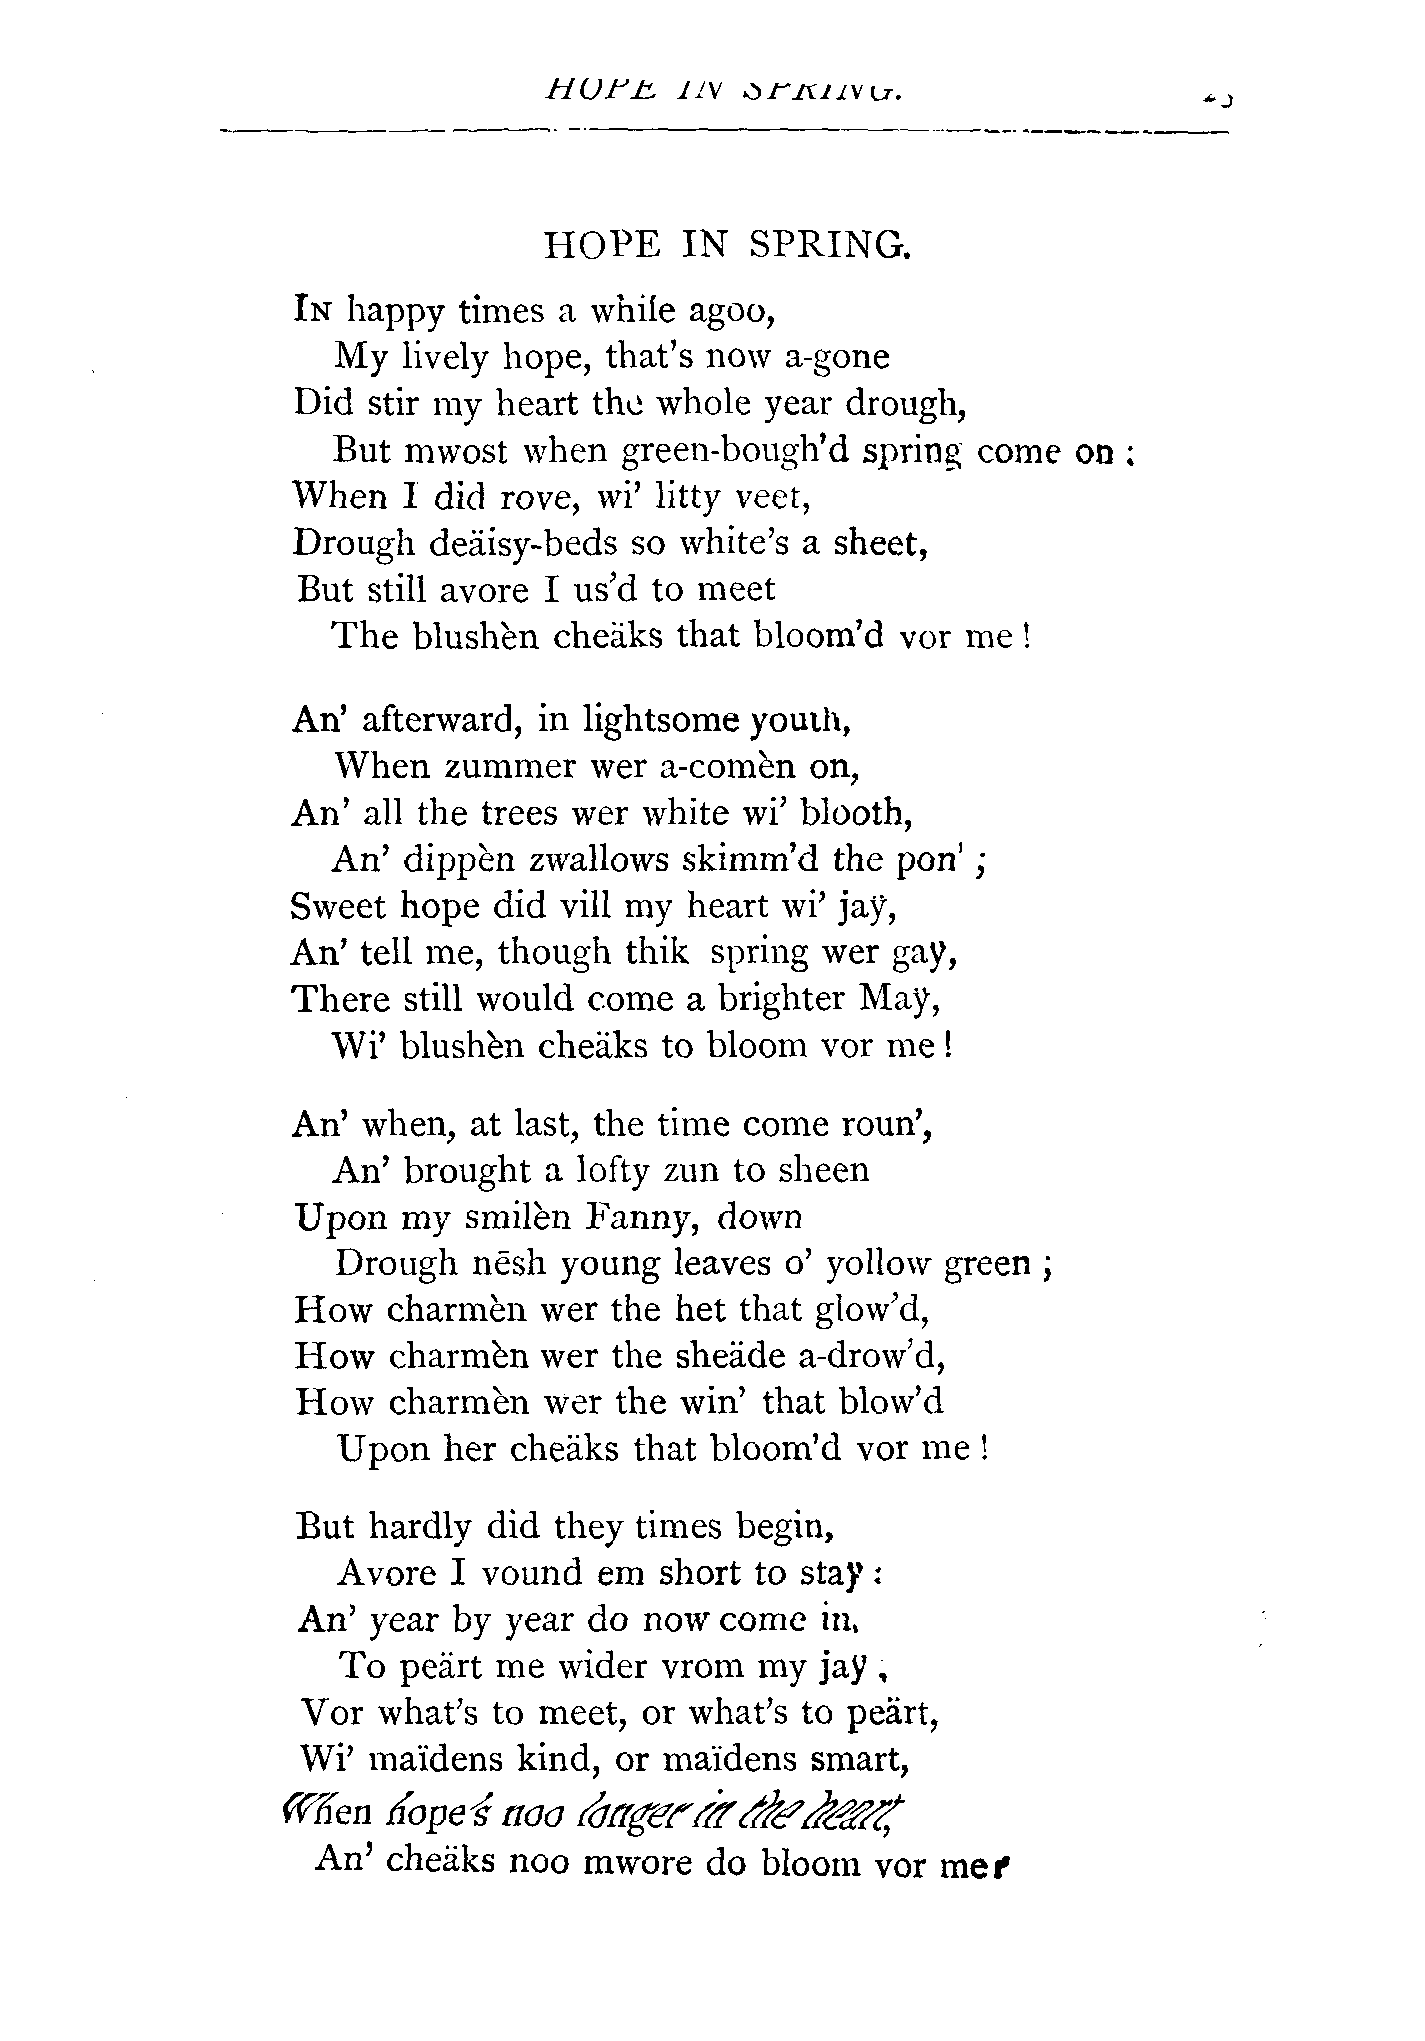 HOPE IN SPRING.
HOPE IN SPRING.
IN happy times a while agoo,
My lively hope, that's now a-gone
Did stir my heart the whole year drough,
But mwost when green-bough'd spring come on ;
When I did rove, wi' litty veet,
Drough deäisy-beds so white's a sheet,
But still avore I us'd to meet
The blushèn cheäks that bloom'd vor me !
An' afterward, in lightsome youth,
When zummer wer a-comèn on,
An' all the trees wer white wi' blooth,
An' dippèn zwallows skimm'd the pon' ;
Sweet hope did vill my heart wi' jaÿ,
An' tell me, though thik spring wer gaÿ,
There still would come a brighter Maÿ,
Wi' blushèn cheäks to bloom vor me !
An' when, at last, the time come roun',
An' brought a lofty zun to sheen
Upon my smilèn Fanny, down
Drough nēsh young leaves o' yollow green ;
How charmèn wer the het that glow'd,
How charmèn wer the sheäde a-drow'd,
How charmèn wer the win' that blow'd
Upon her cheäks that bloom'd vor me !
But hardly did they times begin,
Avore I vound em short to staÿ :
An' year by year do now come in,
To peärt me wider vrom my jaÿ ,
Vor what's to meet, or what's to peärt,
Wi' maïdens kind, or maïdens smart,
When hope's noo longer in the heart,
An' cheäks noo mwore do bloom vor me!